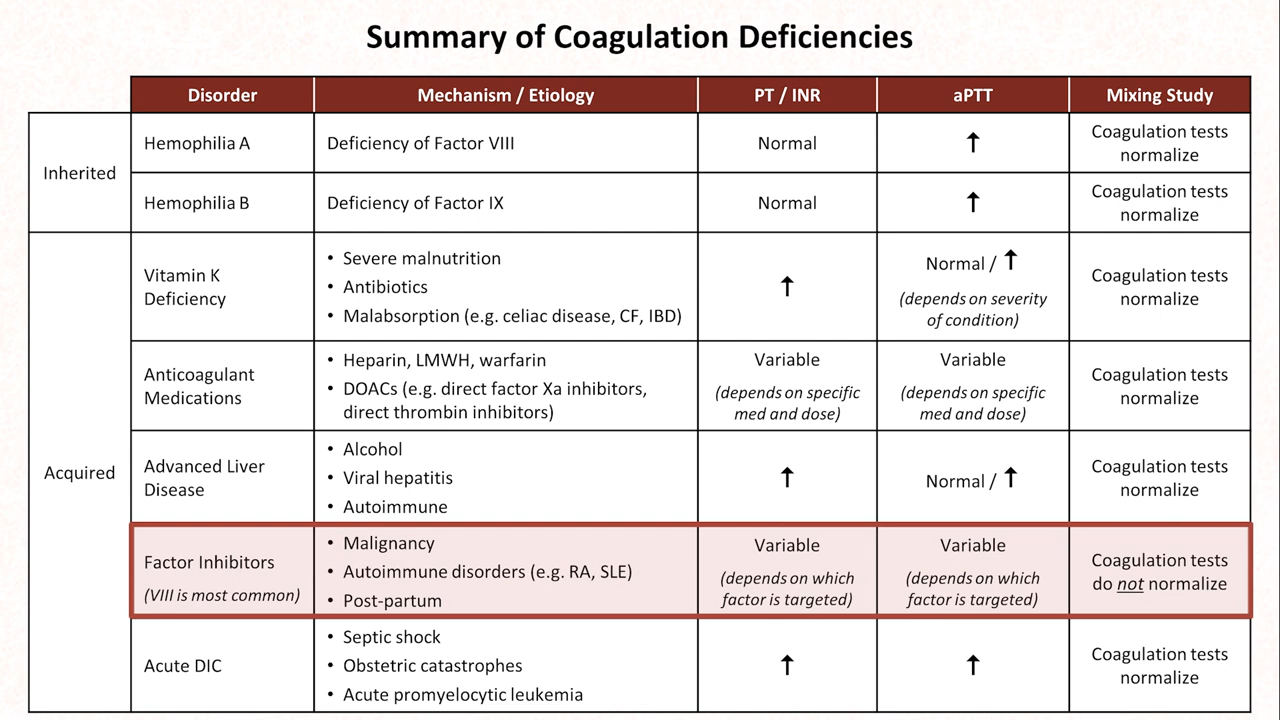 Summary of Coagulation Deficiencies
Disorder Mechanism / Etiology PT / INR aPTT Mixing Study
Inherited
Hemophilia A
Deficiency of Factor VIII
Normal
↑
Coagulation tests
normalize
Hemophilia B
Deficiency of Factor IX
Normal
↑
Coagulation tests
normalize
Acquired
Vitamin K
Deficiency
• Severe malnutrition
• Antibiotics
• Malabsorption (e.g. celiac disease, CF, IBD)
↑
Normal / ↑
(depends on severity
of condition)
Coagulation tests
normalize
Anticoagulant
Medications
• Heparin, LMWH, warfarin
• DOACs (e.g. direct factor Xa inhibitors,
direct thrombin inhibitors)
Variable
(depends on specific
med and dose)
Variable
(depends on specific
med and dose)
Coagulation tests
normalize
Advanced Liver
Disease
• Alcohol
• Viral hepatitis
• Autoimmune
↑
Normal / ↑
Coagulation tests
normalize
Factor Inhibitors
(VIII is most common)
• Malignancy
• Autoimmune disorders (e.g. RA, SLE)
• Post-partum
Variable
(depends on which
factor is targeted)
Variable
(depends on which
factor is targeted)
Coagulation tests
do not normalize
Acute DIC
• Septic shock
• Obstetric catastrophes
• Acute promyelocytic leukemia
↑
↑
Coagulation tests
normalize